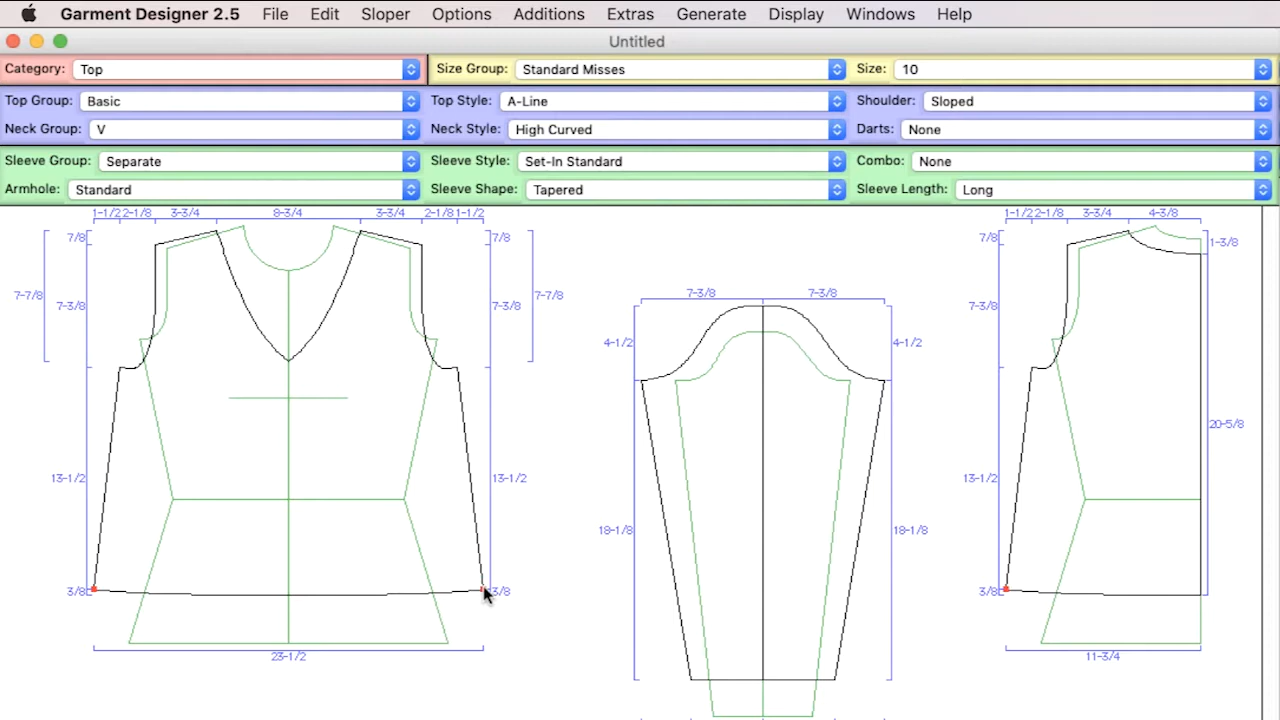 Garment Designer 2.5 File Edit Sloper Options Additions Extras Generate Display Windows Help
Untitled
Category: Top Size Group: Standard Misses Size: 10
Top Group: Basic Top Style: A-Line Shoulder: Sloped
Neck Group: V Neck Style: High Curved Darts: None
Sleeve Group: Separate Sleeve Style: Set-In Standard Combo: None
Armhole: Standard Sleeve Shape: Tapered Sleeve Length: Long
1-1/2 2-1/8 3-3/4 8-3/4 3-3/4 2-1/8 1-1/2 1-1/2 2-1/8 3-3/4 4-3/8
7/8 7/8 7/8 1-3/8
7-7/8 7-3/8 7-3/8 7-7/8 7-3/8 7-3/8 7-3/8
4-1/2 4-1/2
20-5/8
13-1/2 13-1/2 13-1/2
18-1/8 18-1/8
3/8 3/8 3/8
23-1/2 11-3/4